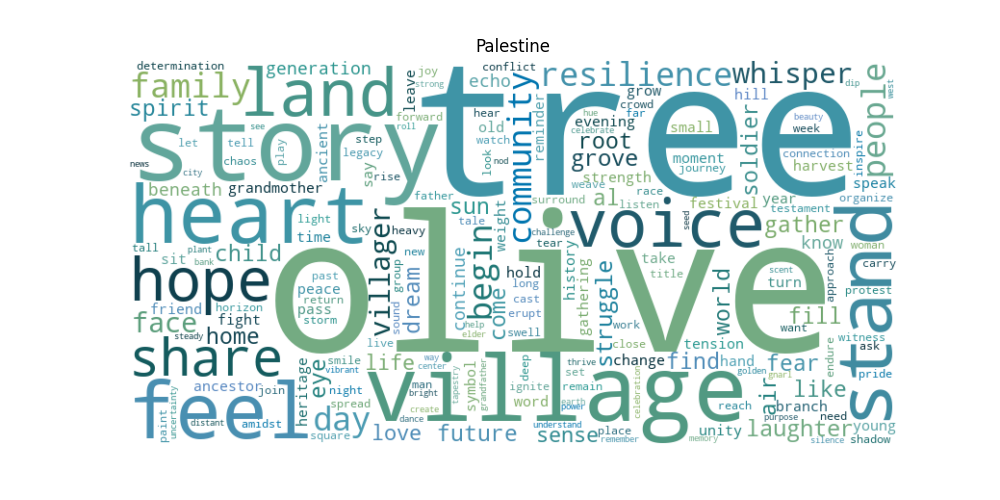 Palestine
determination
family
spirit
land
generation
leave
joy
strong
forward
roll
echo
conflict
tree
community
resilience
whisper
dip
people
west
story
let
tell
see
chaos
play
ancient
step
legacy
say
rise
hear
old
watch
look
nod
reminder
grow
crowd
hue
far
evening
celebrate
root
grove
small
hill
soldier
beauty
week
connection
harvest
inspire
moment
journey
news
city
beneath
grandmother
father
weave
strength
race
speak
organize
heart
light
time
sky
heavy
villager
sun
tale
weight
surround
al
listen
seed
festival
year
testament
gather
challenge
tear
voice
know
woman
stand
tall
sit
plant
bank
child
hope
past
peace
return
pass
storm
olive
group
new
dream
sound
continue
begin
come
hold
long
cast
erupt
swell
history
gathering
struggle
take
title
world
scent
turn
approach
carry
protest
friend
horizon
face
steady
fight
home
live
help
elder
work
close
tension
want
fill
witness
ask
endure
pride
share
smile
vibrant
eye
life
way
center
man
bright
village
symbol
tapestry
grandfather
deep
ignite
word
thrive
set
remain
earth
power
change
find
hand
fear
golden
gnarl
air
like
feel
ancestor
join
heritage
night
spread
square
day
create
dance
love
future
understand
sense
place
remember
celebration
unity
memory
reach
purpose
branch
laughter
need
silence
young
shadow
paint
uncertainty
distant
amidst